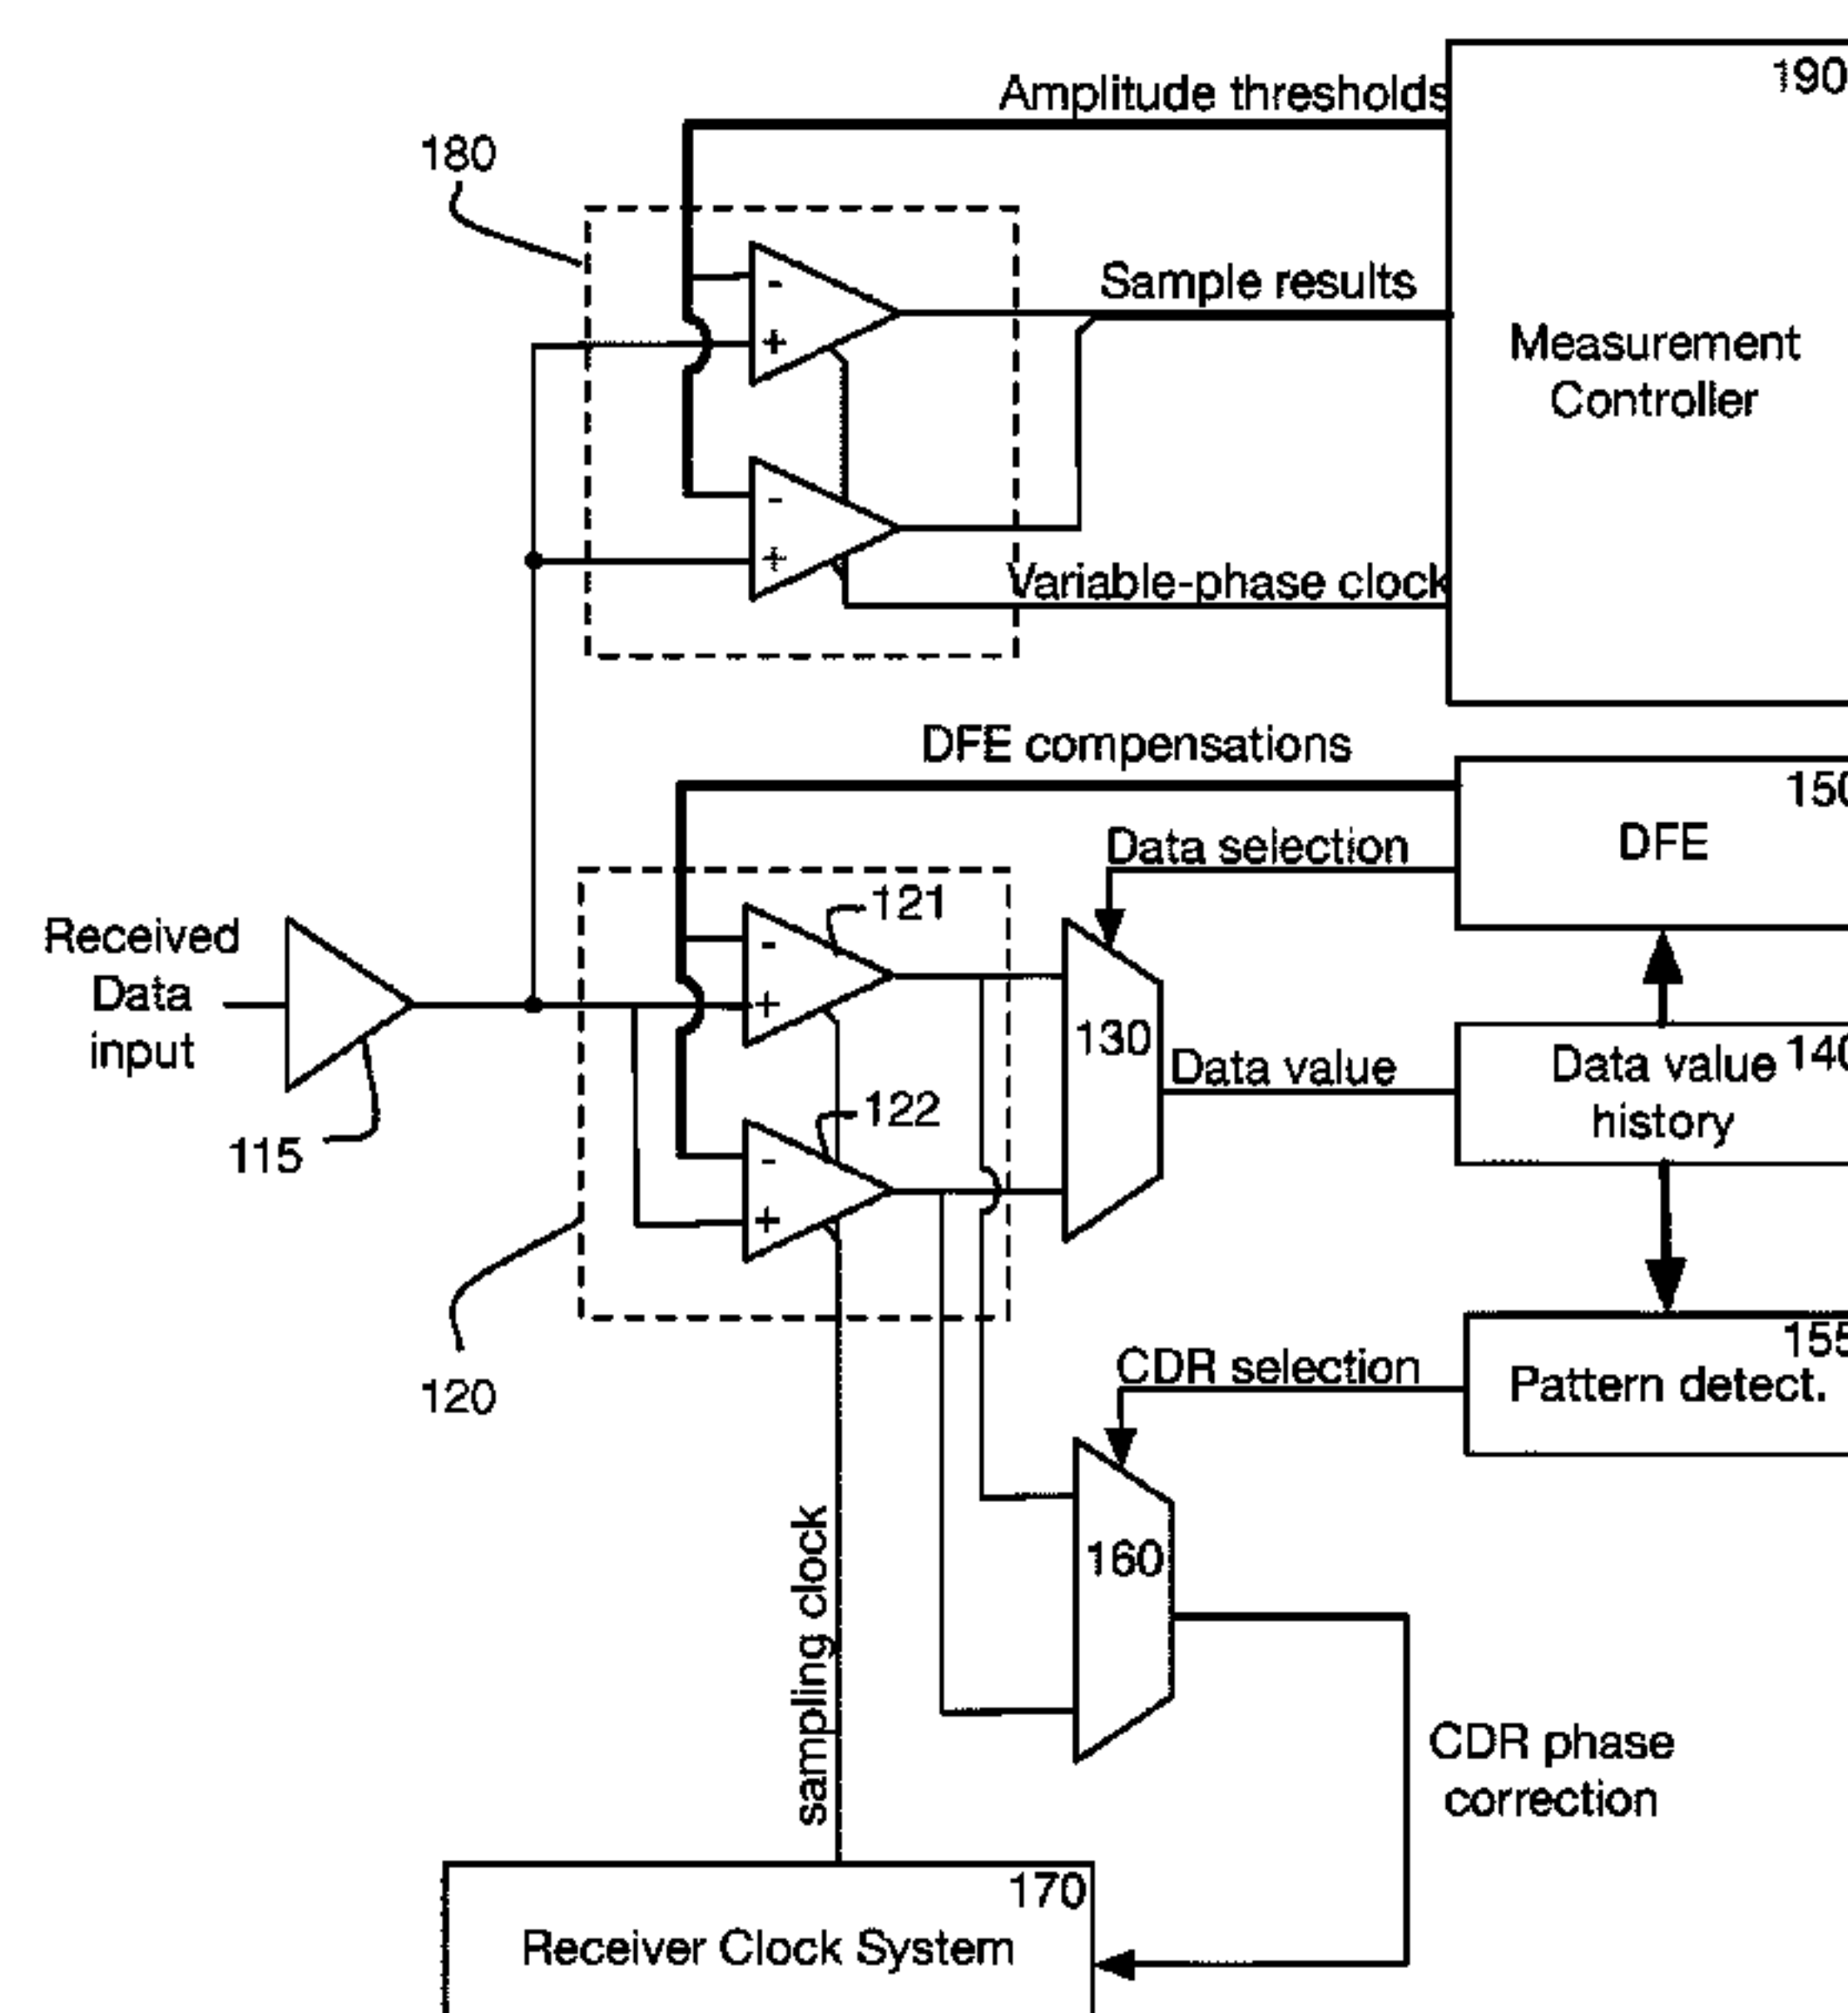 190
Amplitude thresholds
180
-
+
Sample results
Measurement
Controller
-
+
Variable-phase clock
DFE compensations
150
DFE
Data selection
121
Received
Data
input
-
+
130
Data value
Data value
history
140
122
115
-
+
120
CDR selection
155
Pattern detect.
160
sampling clock
CDR phase
correction
170
Receiver Clock System